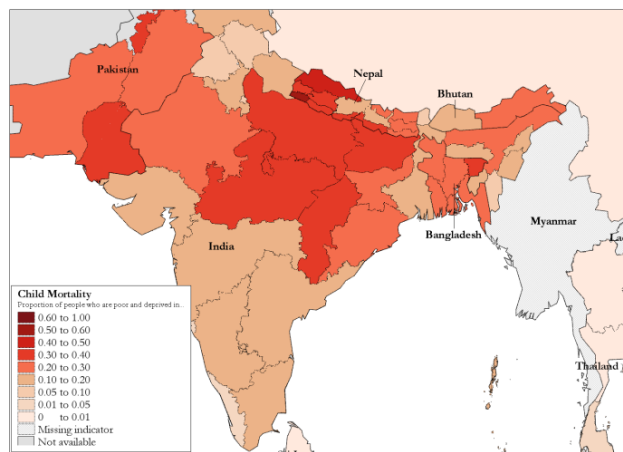 Pakistan
Nepal
Bhutan
Myanmar
La
India
Bangladesh
Thailand
Child Mortality
Proportion of people who are poor and deprived in..
0.60 to 1.00
0.50 to 0.60
0.40 to 0.50
0.30 to 0.40
0.20 to 0.30
0.10 to 0.20
0.05 to 0.10
0.01 to 0.05
0 to 0.01
Missing indicator
Not available